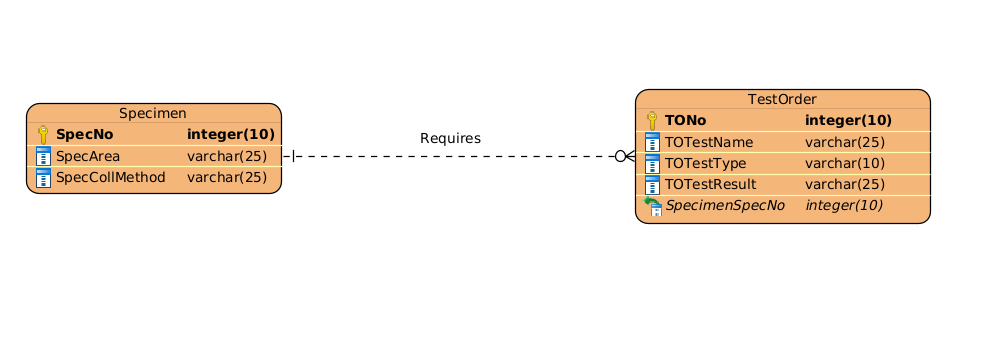 Specimen
SpecNo integer(10)
SpecArea varchar(25)
SpecCollMethod varchar(25)
Requires
TestOrder
TONo integer(10)
TOTestName varchar(25)
TOTestType varchar(10)
TOTestResult varchar(25)
SpecimenSpecNo integer(10)